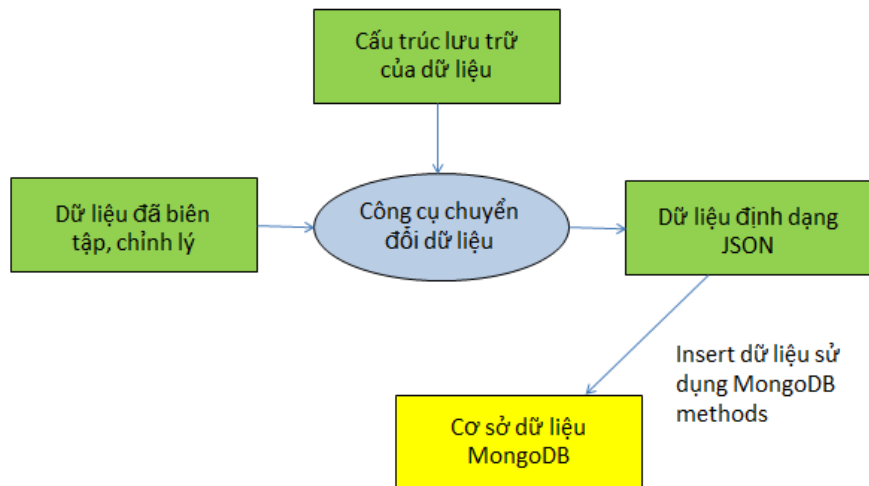 Cấu trúc lưu trữ
của dữ liệu
Dữ liệu đã biên
tập, chỉnh lý
Công cụ chuyển
đổi dữ liệu
Dữ liệu định dạng
JSON
Insert dữ liệu sử
dụng MongoDB
methods
Cơ sở dữ liệu
MongoDB